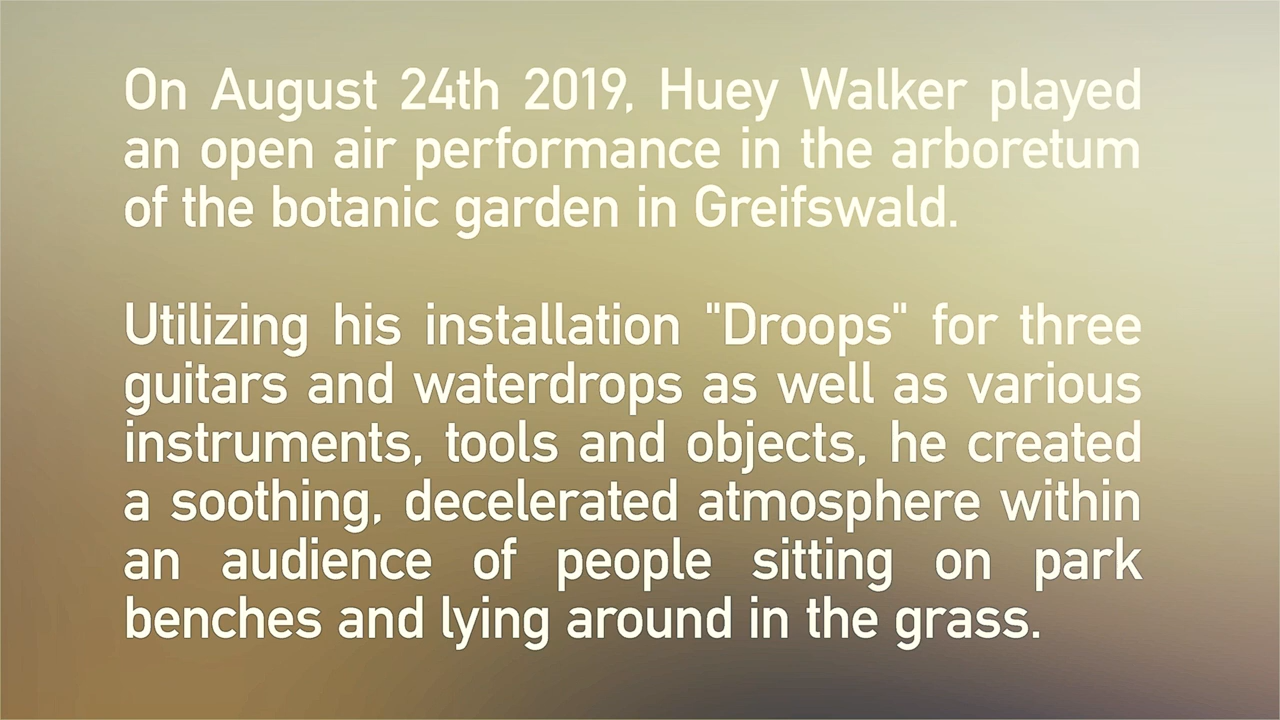 On August 24th 2019, Huey Walker played
an open air performance in the arboretum
of the botanic garden in Greifswald.
Utilizing his installation "Droops" for three
guitars and waterdrops as well as various
instruments, tools and objects, he created
a soothing, decelerated atmosphere within
an audience of people sitting on park
benches and lying around in the grass.